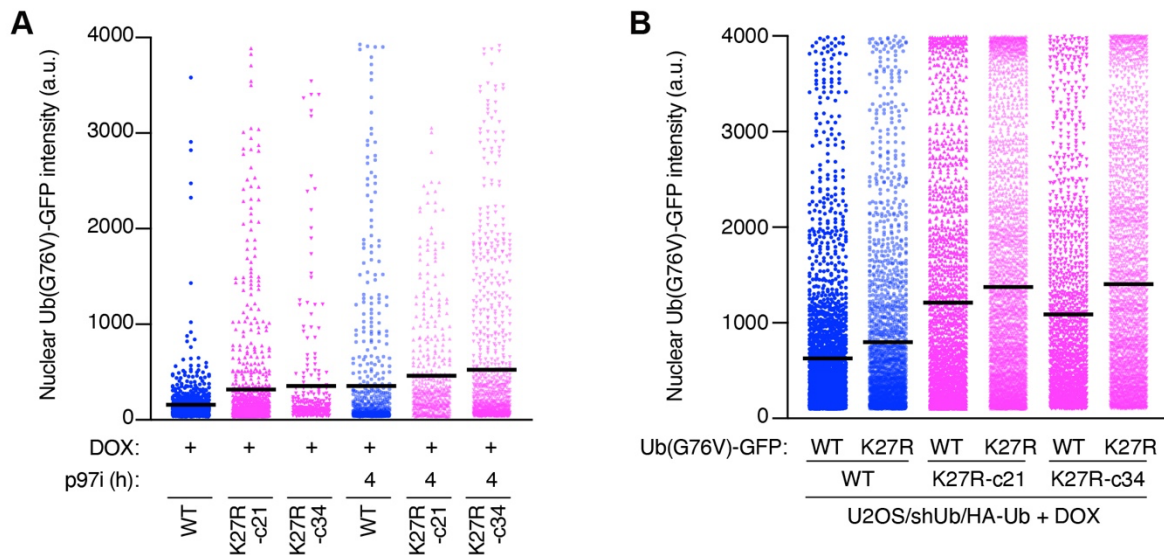 A
Nuclear Ub(G76V)-GFP intensity (a.u.)
4000
3000
2000
1000
0
DOX: + + + + + +
p97i (h): 4 4 4
WT
K27R
-c21
K27R
-c34
WT
K27R
-c21
K27R
-c34
B
Nuclear Ub(G76V)-GFP intensity (a.u.)
4000
3000
2000
1000
0
Ub(G76V)-GFP: WT K27R WT K27R WT K27R
WT K27R-c21 K27R-c34
U2OS/shUb/HA-Ub + DOX